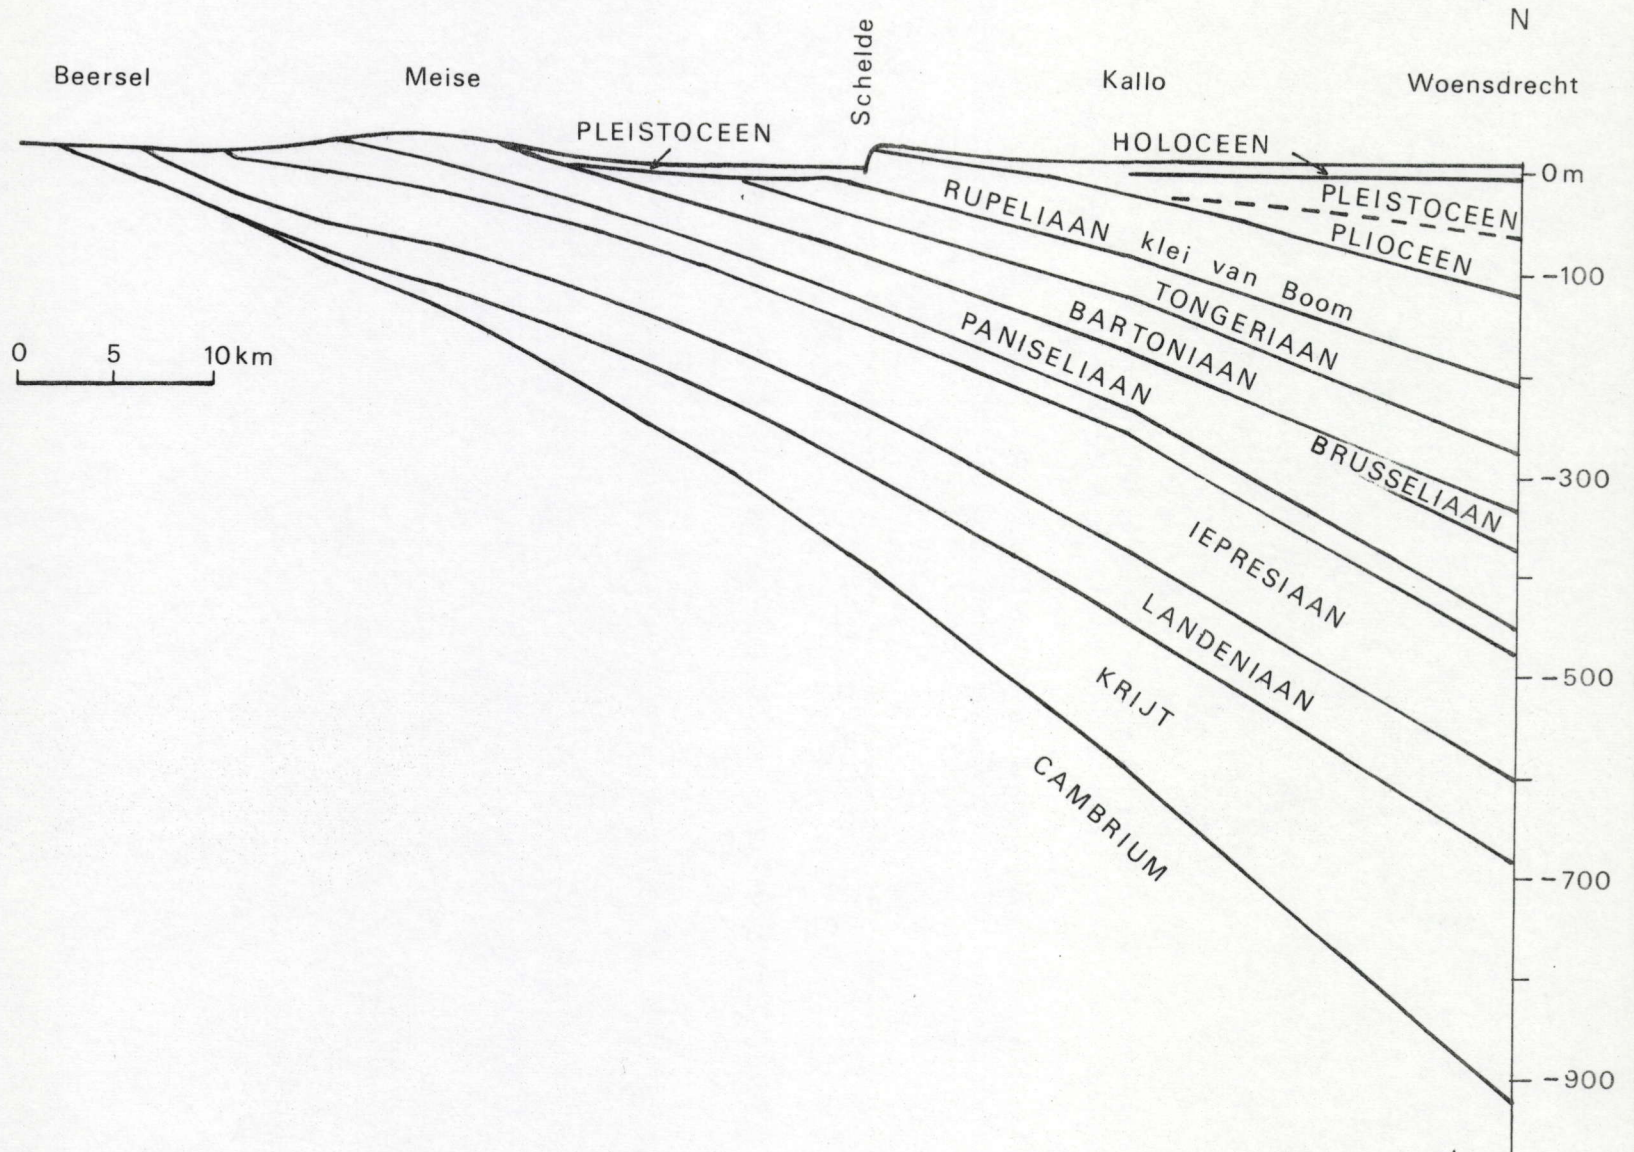 N
Beersel
Meise
Schelde
Kallo
Woensdrecht
PLEISTOCEEN
HOLOCEEN
0 m
PLEISTOCEEN
RUPELIAAN klei van Boom
PLIOCEEN
-100
TONGERIAAN
BARTONIAAN
PANISELIAAN
0 5 10 km
BRUSSELIAAN
-300
IEPRESIAAN
LANDENIAAN
-500
KRIJT
CAMBRIUM
-700
-900